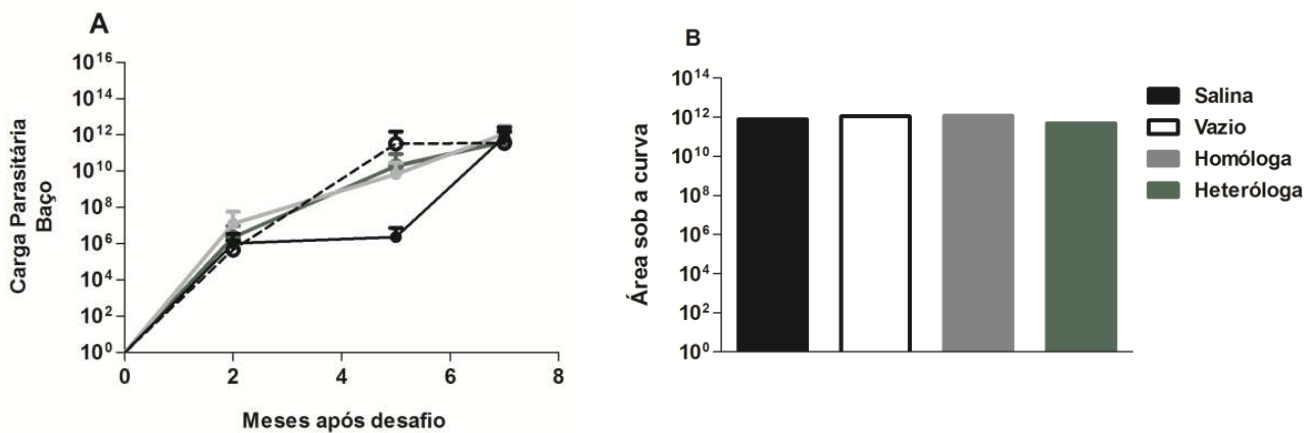 A
Carga Parasitária
Baço
10^16
10^14
10^12
10^10
10^8
10^6
10^4
10^2
10^0
0 2 4 6 8
Meses após desafio
B
Área sob a curva
10^14
10^12
10^10
10^8
10^6
10^4
10^2
10^0
Salina
Vazio
Homóloga
Heteróloga